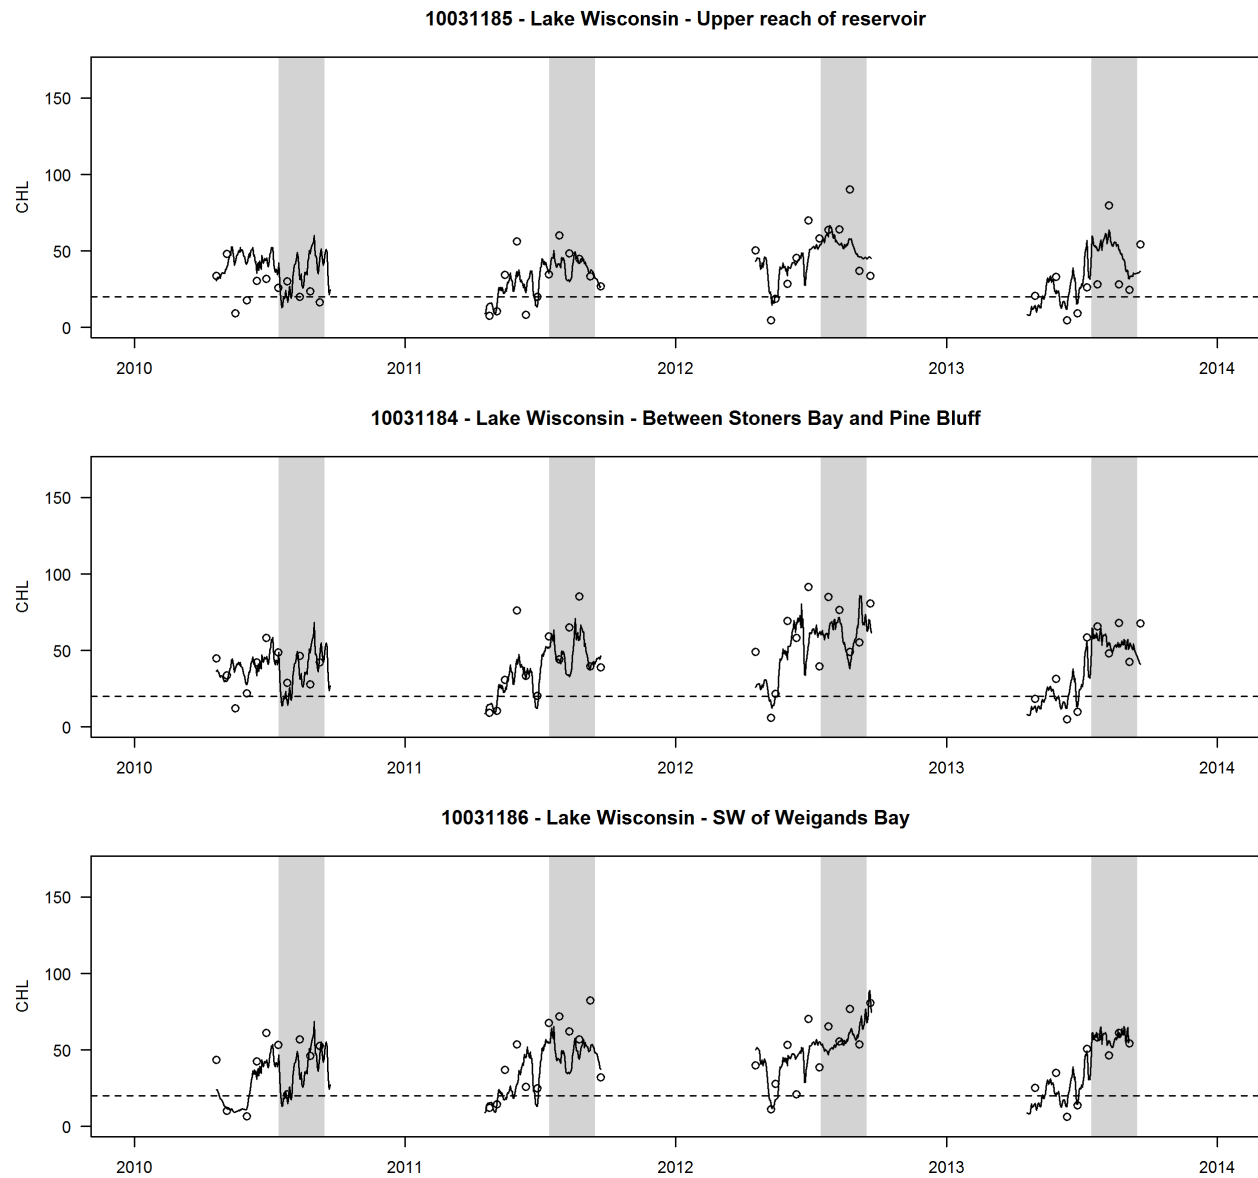 10031185 - Lake Wisconsin - Upper reach of reservoir
150
100
50
0
CHL
2010 2011 2012 2013 2014
10031184 - Lake Wisconsin - Between Stoners Bay and Pine Bluff
150
100
50
0
CHL
2010 2011 2012 2013 2014
10031186 - Lake Wisconsin - SW of Weigands Bay
150
100
50
0
CHL
2010 2011 2012 2013 2014